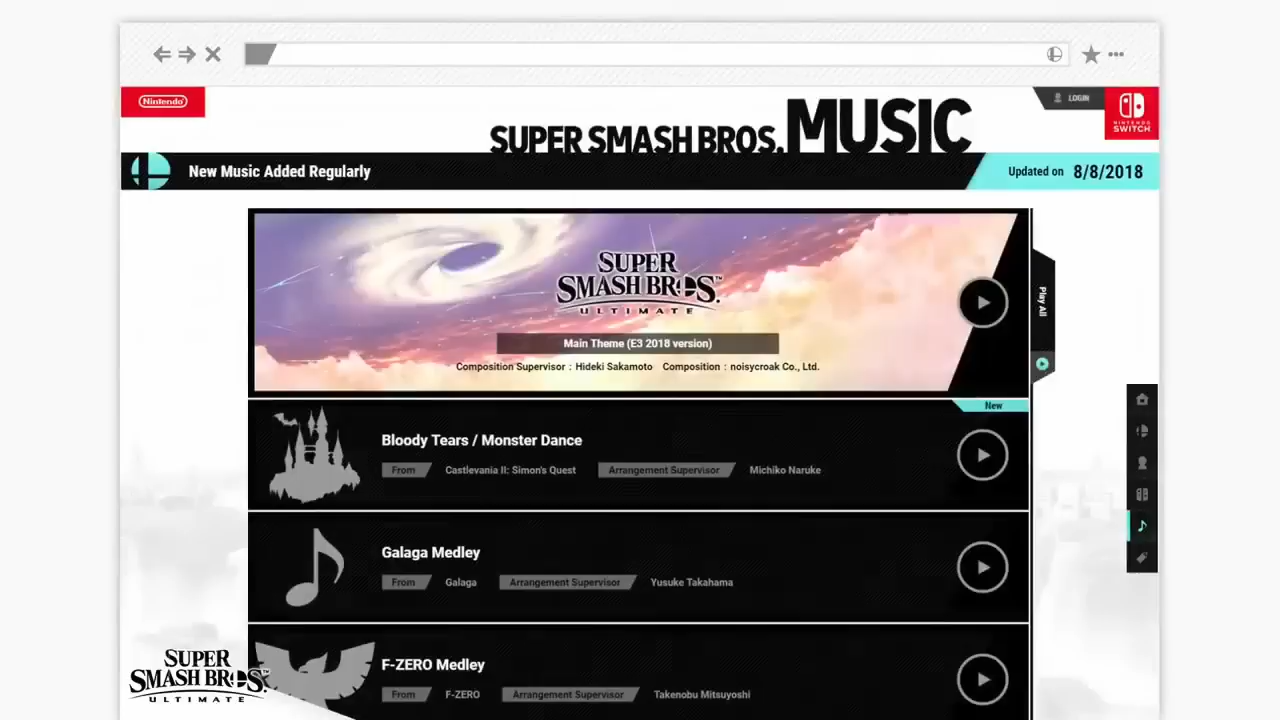 Nintendo
SUPER SMASH BROS. MUSIC
LOGIN
NINTENDO
SWITCH
New Music Added Regularly
Updated on 8/8/2018
SUPER
SMASH BROS.™
ULTIMATE
Main Theme (E3 2018 version)
Composition Supervisor : Hideki Sakamoto Composition : noisycroak Co., Ltd.
Play All
New
Bloody Tears / Monster Dance
From Castlevania II: Simon's Quest Arrangement Supervisor Michiko Naruke
Galaga Medley
From Galaga Arrangement Supervisor Yusuke Takahama
F-ZERO Medley
From F-ZERO Arrangement Supervisor Takenobu Mitsuyoshi
SUPER
SMASH BROS.™
ULTIMATE